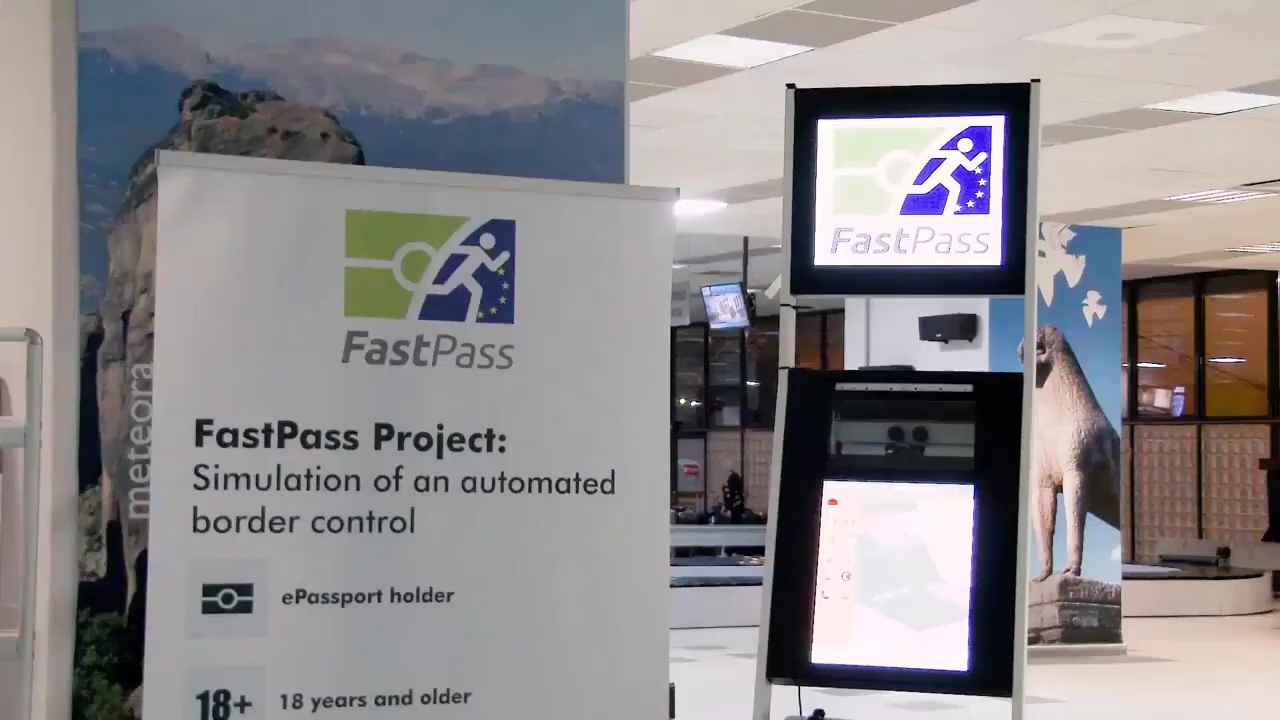 meteora
FastPass
FastPass Project:
Simulation of an automated
border control
ePassport holder
18+ 18 years and older
FastPass